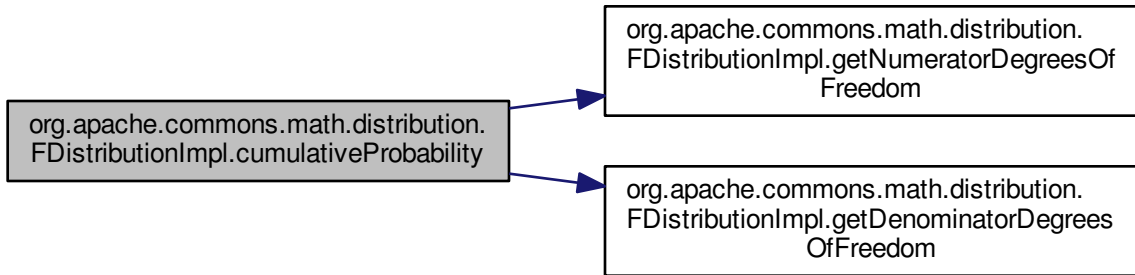 org.apache.commons.math.distribution.
FDistributionImpl.getNumeratorDegreesOf
Freedom
org.apache.commons.math.distribution.
FDistributionImpl.cumulativeProbability
org.apache.commons.math.distribution.
FDistributionImpl.getDenominatorDegrees
OfFreedom